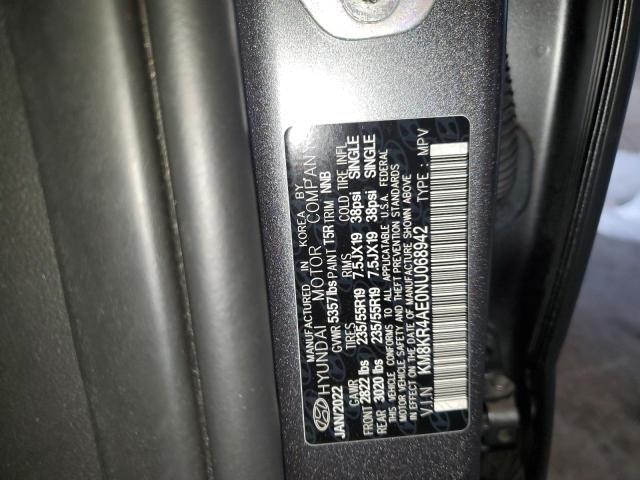 MANUFACTURED IN KOREA BY
HYUNDAI MOTOR COMPAN
JAN/2022 GVWR 5357lbs PAINT T5R TRIM NNB
GAWR TIRES RIMS COLD TIRE INFL
FRONT 2822 lbs 235/55R19 7.5JX19 38psi SINGLE
REAR 3020 lbs 235/55R19 7.5JX19 38psi SINGLE
THIS VEHICLE CONFORMS TO ALL APPLICABLE U.S.A. FEDERAL
MOTOR VEHICLE SAFETY AND THEFT PREVENTION STANDARDS
IN EFFECT ON THE DATE OF MANUFACTURE SHOWN ABOVE
V.I.N KM8KR4AE0NU068942 TYPE : MPV